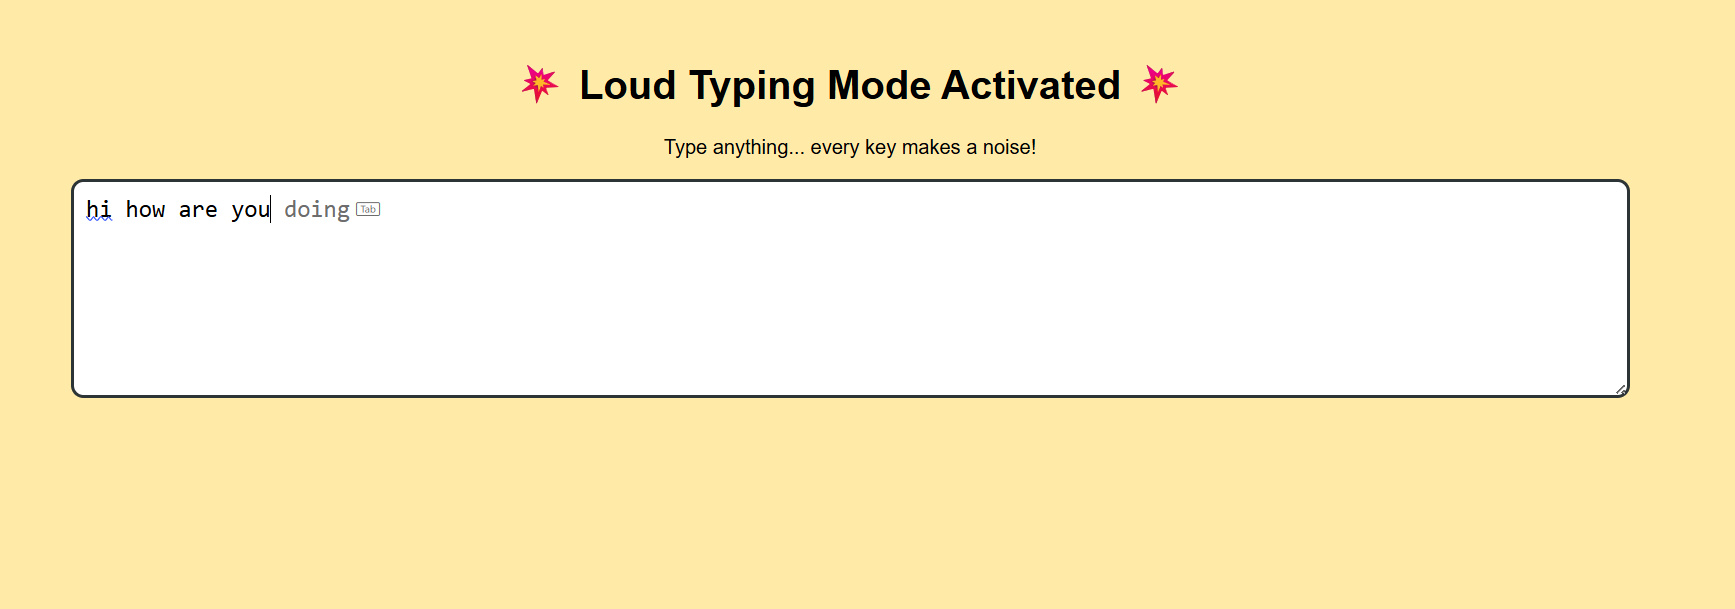 💥 Loud Typing Mode Activated 💥
Type anything... every key makes a noise!
hi how are you doing Tab